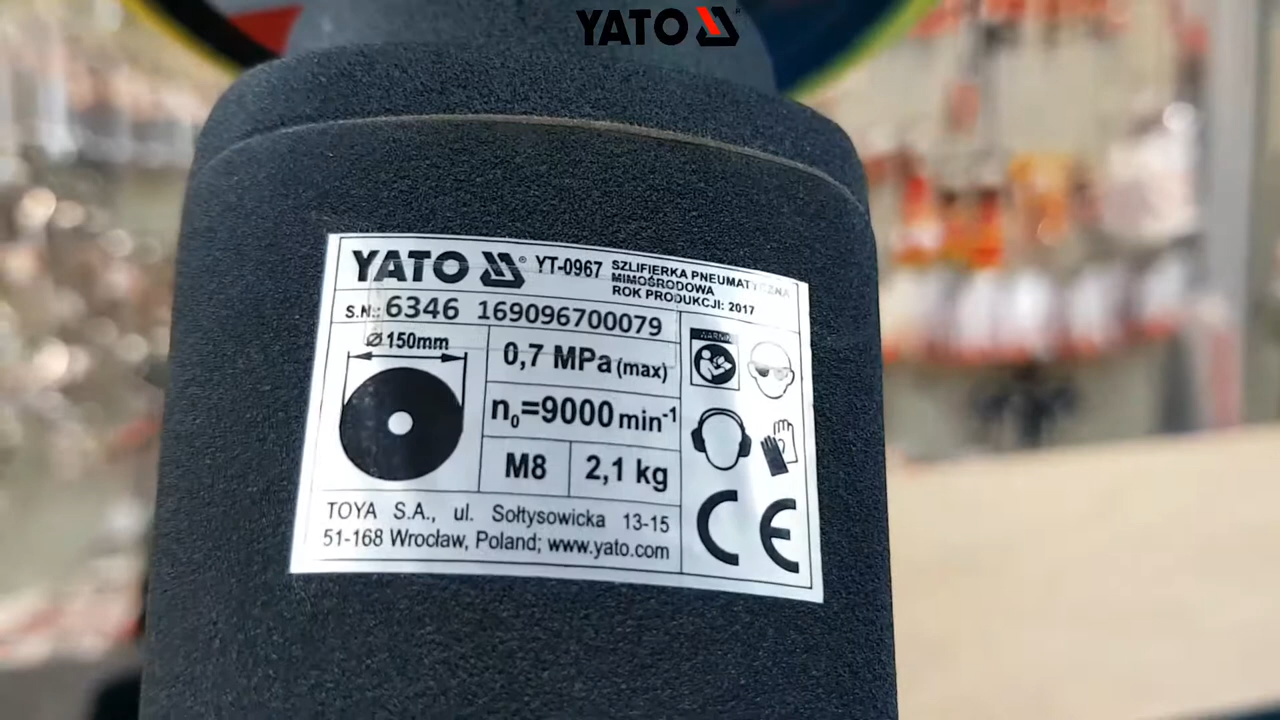 YATO
YATO ® YT-0967 SZLIFIERKA PNEUMATYCZNA
MIMOŚRODOWA
ROK PRODUKCJI: 2017
S.N.: 6346 169096700079
Ø 150mm
0,7 MPa (max)
n₀=9000 min⁻¹
M8 2,1 kg
WARNING
TOYA S.A., ul. Sołtysowicka 13-15
51-168 Wrocław, Poland; www.yato.com
CE